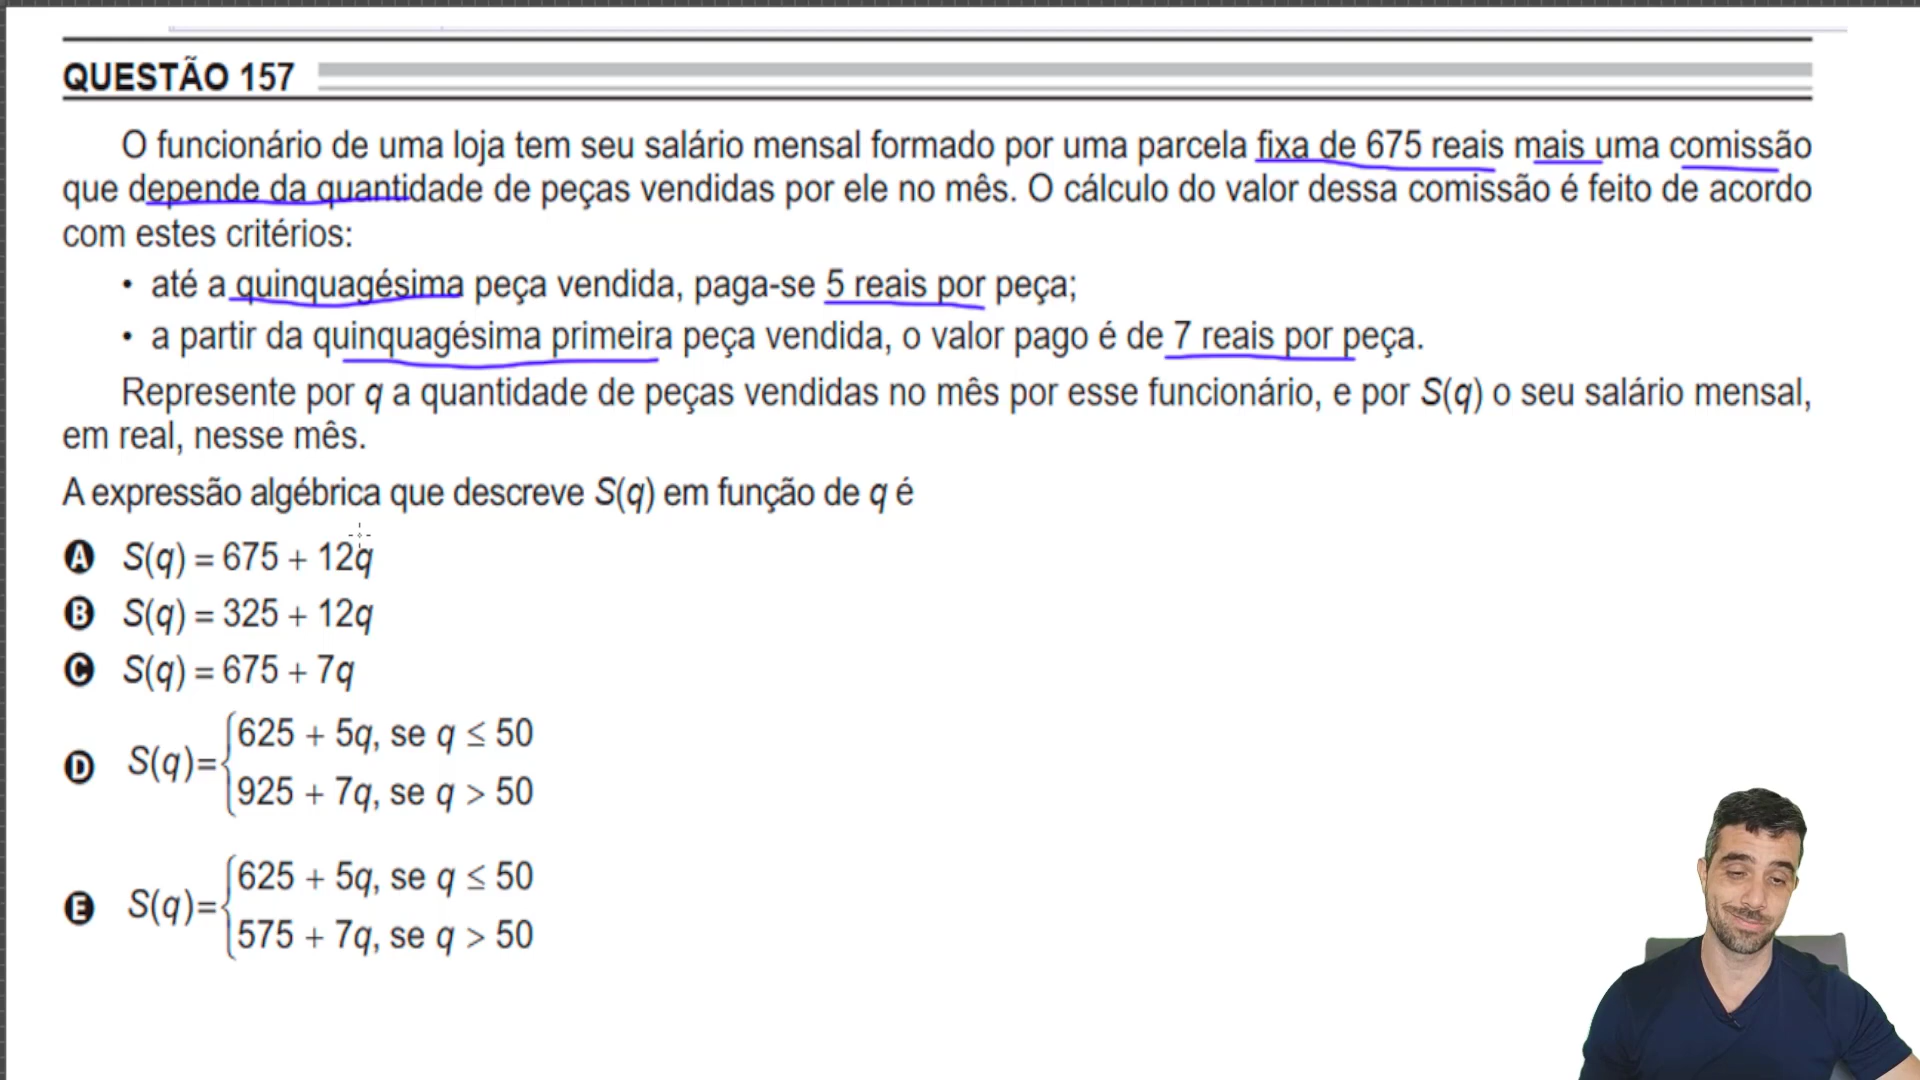 QUESTÃO 157
O funcionário de uma loja tem seu salário mensal formado por uma parcela fixa de 675 reais mais uma comissão
que depende da quantidade de peças vendidas por ele no mês. O cálculo do valor dessa comissão é feito de acordo
com estes critérios:
• até a quinquagésima peça vendida, paga-se 5 reais por peça;
• a partir da quinquagésima primeira peça vendida, o valor pago é de 7 reais por peça.
Represente por q a quantidade de peças vendidas no mês por esse funcionário, e por S(q) o seu salário mensal,
em real, nesse mês.
A expressão algébrica que descreve S(q) em função de q é
A S(q) = 675 + 12q
B S(q) = 325 + 12q
C S(q) = 675 + 7q
D S(q)= {625 + 5q, se q ≤ 50
925 + 7q, se q > 50
E S(q)= {625 + 5q, se q ≤ 50
575 + 7q, se q > 50